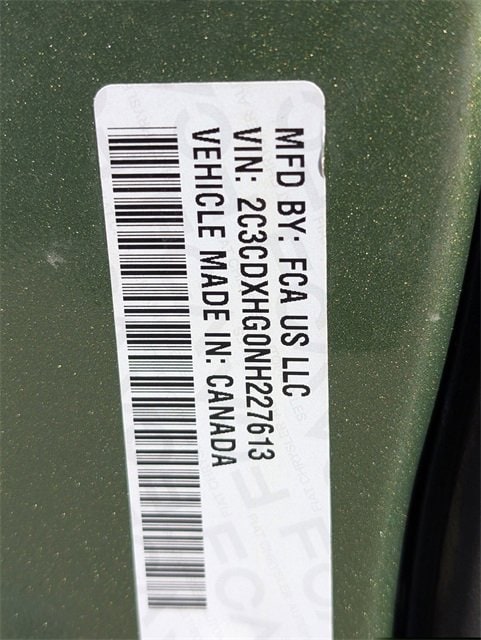 MFD BY: FCA US LLC
VIN: 2C3CDXHG0NH227613
VEHICLE MADE IN: CANADA